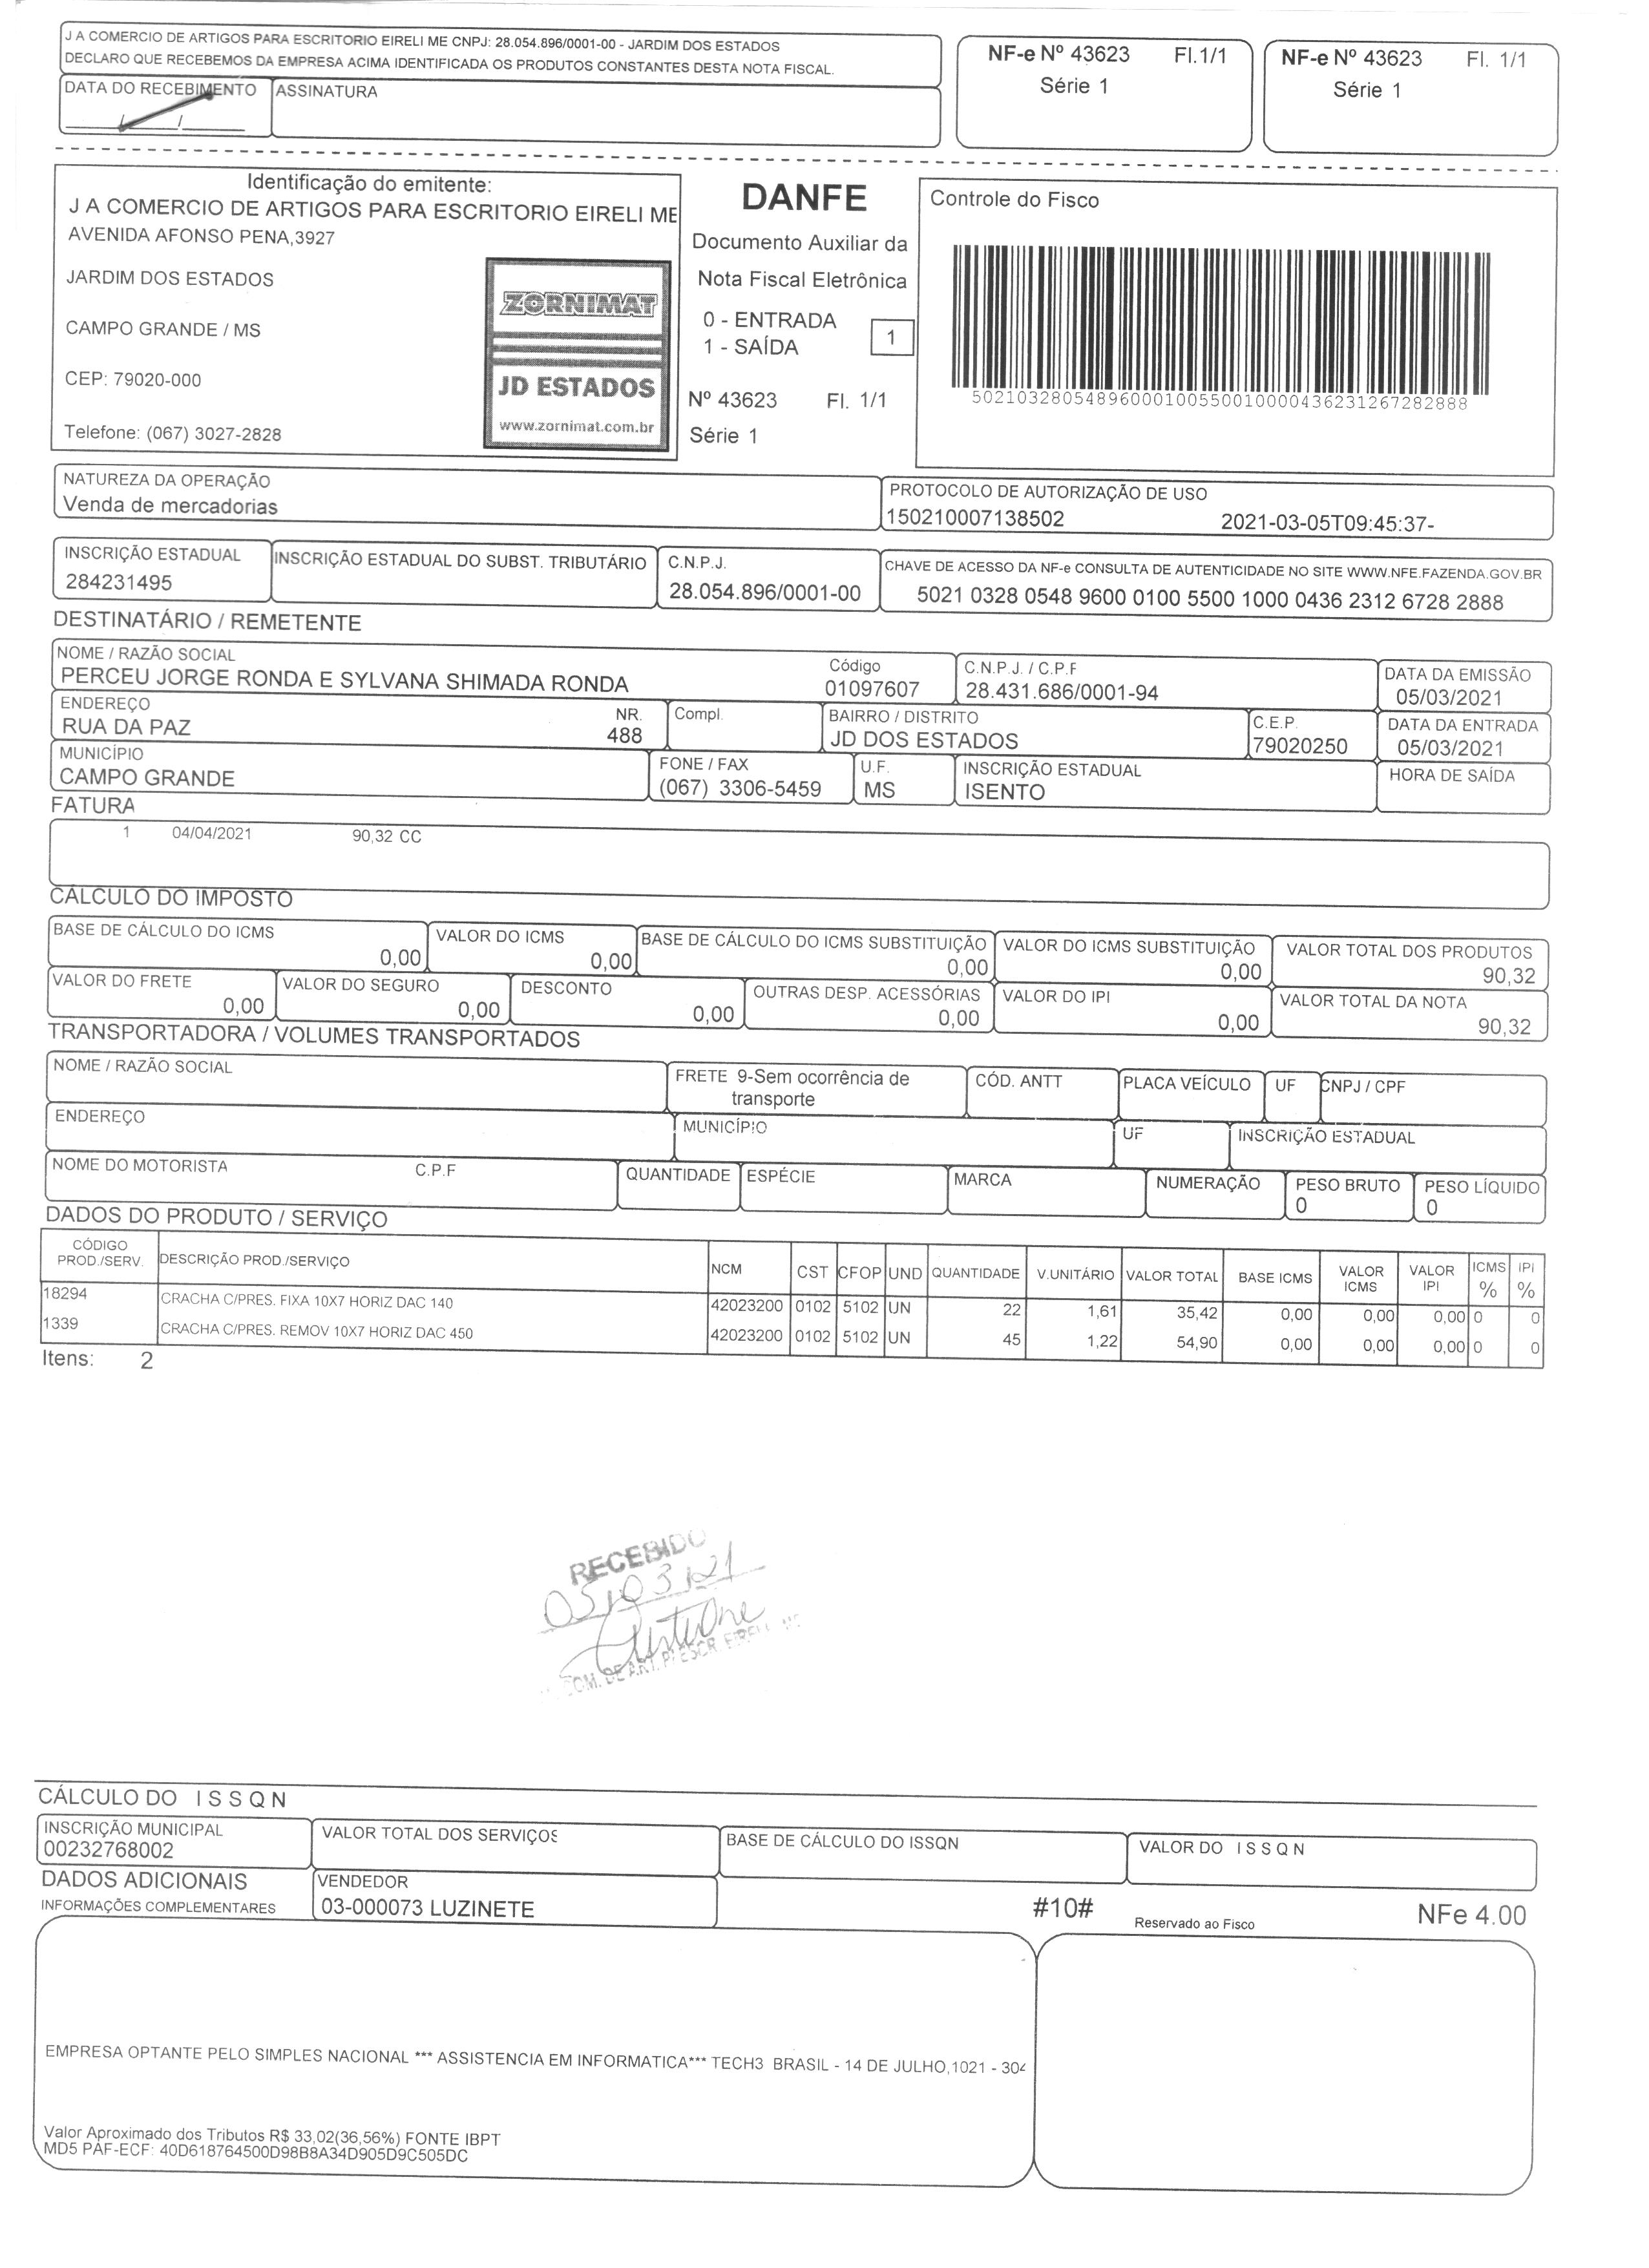 J A COMERCIO DE ARTIGOS PARA ESCRITORIO EIRELI ME CNPJ: 28.054.896/0001-00 - JARDIM DOS ESTADOS
DECLARO QUE RECEBEMOS DA EMPRESA ACIMA IDENTIFICADA OS PRODUTOS CONSTANTES DESTA NOTA FISCAL.
DATA DO RECEBIMENTO ASSINATURA
NF-e Nº 43623 Fl.1/1
Série 1
NF-e Nº 43623 Fl. 1/1
Série 1
Identificação do emitente:
J A COMERCIO DE ARTIGOS PARA ESCRITORIO EIRELI ME
AVENIDA AFONSO PENA,3927
JARDIM DOS ESTADOS
CAMPO GRANDE / MS
CEP: 79020-000
Telefone: (067) 3027-2828
ZORNIMAT
JD ESTADOS
www.zornimat.com.br
DANFE
Documento Auxiliar da
Nota Fiscal Eletrônica
0 - ENTRADA
1 - SAÍDA
1
Nº 43623 Fl. 1/1
Série 1
Controle do Fisco
50210328054896000100550010000436231267282888
NATUREZA DA OPERAÇÃO
Venda de mercadorias
PROTOCOLO DE AUTORIZAÇÃO DE USO
150210007138502 2021-03-05T09:45:37-
INSCRIÇÃO ESTADUAL
284231495
INSCRIÇÃO ESTADUAL DO SUBST. TRIBUTÁRIO
C.N.P.J.
28.054.896/0001-00
CHAVE DE ACESSO DA NF-e CONSULTA DE AUTENTICIDADE NO SITE WWW.NFE.FAZENDA.GOV.BR
5021 0328 0548 9600 0100 5500 1000 0436 2312 6728 2888
DESTINATÁRIO / REMETENTE
NOME / RAZÃO SOCIAL
PERCEU JORGE RONDA E SYLVANA SHIMADA RONDA
Código
01097607
C.N.P.J. / C.P.F
28.431.686/0001-94
DATA DA EMISSÃO
05/03/2021
ENDEREÇO
RUA DA PAZ
NR.
488
Compl.
BAIRRO / DISTRITO
JD DOS ESTADOS
C.E.P.
79020250
DATA DA ENTRADA
05/03/2021
MUNICÍPIO
CAMPO GRANDE
FONE / FAX
(067) 3306-5459
U.F.
MS
INSCRIÇÃO ESTADUAL
ISENTO
HORA DE SAÍDA
FATURA
1 04/04/2021 90,32 CC
CÁLCULO DO IMPOSTO
BASE DE CÁLCULO DO ICMS
0,00
VALOR DO ICMS
0,00
BASE DE CÁLCULO DO ICMS SUBSTITUIÇÃO
0,00
VALOR DO ICMS SUBSTITUIÇÃO
0,00
VALOR TOTAL DOS PRODUTOS
90,32
VALOR DO FRETE
0,00
VALOR DO SEGURO
0,00
DESCONTO
0,00
OUTRAS DESP. ACESSÓRIAS
0,00
VALOR DO IPI
0,00
VALOR TOTAL DA NOTA
90,32
TRANSPORTADORA / VOLUMES TRANSPORTADOS
NOME / RAZÃO SOCIAL
FRETE 9-Sem ocorrência de
transporte
CÓD. ANTT
PLACA VEÍCULO
UF
CNPJ / CPF
ENDEREÇO
MUNICÍPIO
UF
INSCRIÇÃO ESTADUAL
NOME DO MOTORISTA C.P.F
QUANTIDADE
ESPÉCIE
MARCA
NUMERAÇÃO
PESO BRUTO
0
PESO LÍQUIDO
0
DADOS DO PRODUTO / SERVIÇO
CÓDIGO PROD./SERV. DESCRIÇÃO PROD./SERVIÇO NCM CST CFOP UND QUANTIDADE V.UNITÁRIO VALOR TOTAL BASE ICMS VALOR ICMS VALOR IPI ICMS % IPI %
18294 CRACHA C/PRES. FIXA 10X7 HORIZ DAC 140 42023200 0102 5102 UN 22 1,61 35,42 0,00 0,00 0,00 0 0
1339 CRACHA C/PRES. REMOV 10X7 HORIZ DAC 450 42023200 0102 5102 UN 45 1,22 54,90 0,00 0,00 0,00 0 0
Itens: 2
RECEBIDO
05/03/21
COM. DE ART. P/ ESCR. EIRELI ME
CÁLCULO DO I S S Q N
INSCRIÇÃO MUNICIPAL
00232768002
VALOR TOTAL DOS SERVIÇOS
BASE DE CÁLCULO DO ISSQN
VALOR DO I S S Q N
DADOS ADICIONAIS
INFORMAÇÕES COMPLEMENTARES
VENDEDOR
03-000073 LUZINETE
#10#
Reservado ao Fisco
NFe 4.00
EMPRESA OPTANTE PELO SIMPLES NACIONAL *** ASSISTENCIA EM INFORMATICA*** TECH3 BRASIL - 14 DE JULHO,1021 - 304
Valor Aproximado dos Tributos R$ 33,02(36,56%) FONTE IBPT
MD5 PAF-ECF: 40D618764500D98B8A34D905D9C505DC